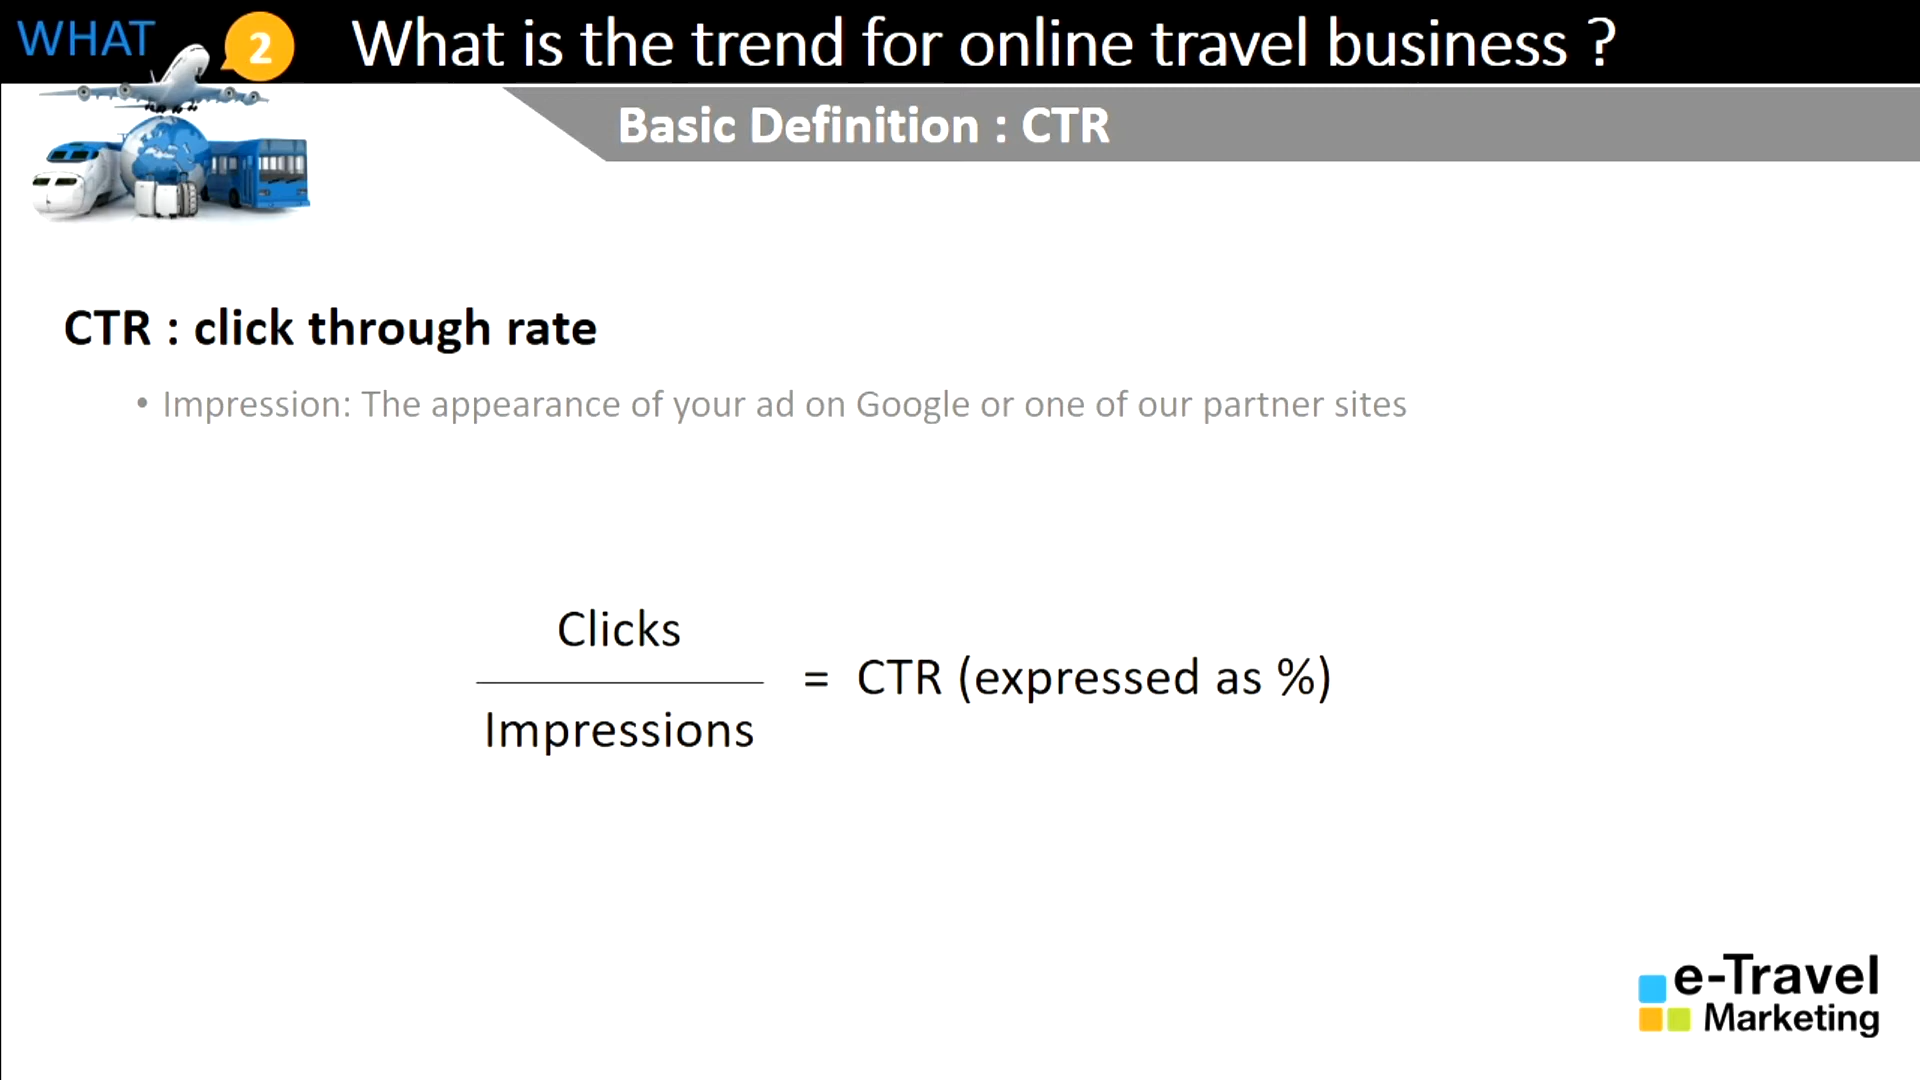 WHAT
2
What is the trend for online travel business ?
Basic Definition : CTR
CTR : click through rate
• Impression: The appearance of your ad on Google or one of our partner sites
Clicks
Impressions
= CTR (expressed as %)
e-Travel
Marketing